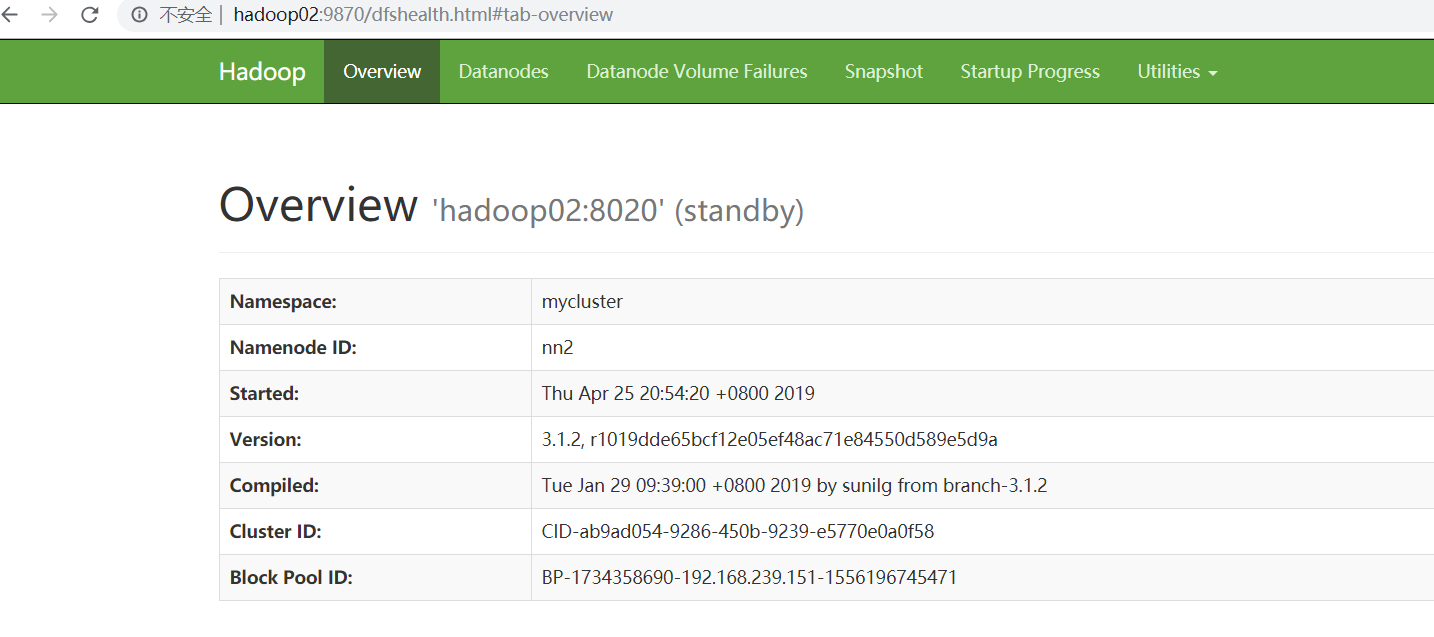 不安全 | hadoop02:9870/dfshealth.html#tab-overview
Hadoop Overview Datanodes Datanode Volume Failures Snapshot Startup Progress Utilities
Overview 'hadoop02:8020' (standby)
Namespace: mycluster
Namenode ID: nn2
Started: Thu Apr 25 20:54:20 +0800 2019
Version: 3.1.2, r1019dde65bcf12e05ef48ac71e84550d589e5d9a
Compiled: Tue Jan 29 09:39:00 +0800 2019 by sunilg from branch-3.1.2
Cluster ID: CID-ab9ad054-9286-450b-9239-e5770e0a0f58
Block Pool ID: BP-1734358690-192.168.239.151-1556196745471